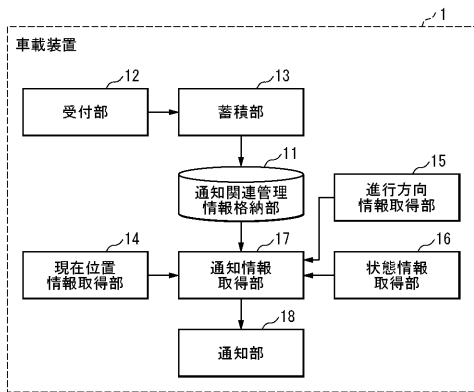 1
車載装置
12
受付部
13
蓄積部
11
通知関連管理
情報格納部
15
進行方向
情報取得部
14
現在位置
情報取得部
17
通知情報
取得部
16
状態情報
取得部
18
通知部